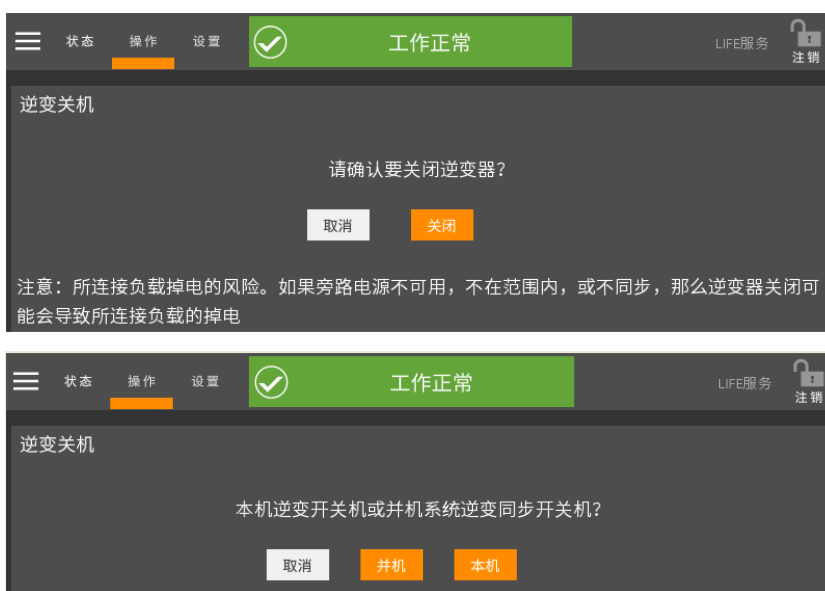 状态 操作 设置 工作正常 LIFE服务 注销
逆变关机
请确认要关闭逆变器？
取消 关闭
注意：所连接负载掉电的风险。如果旁路电源不可用，不在范围内，或不同步，那么逆变器关闭可
能会导致所连接负载的掉电
状态 操作 设置 工作正常 LIFE服务 注销
逆变关机
本机逆变开关机或并机系统逆变同步开关机？
取消 并机 本机